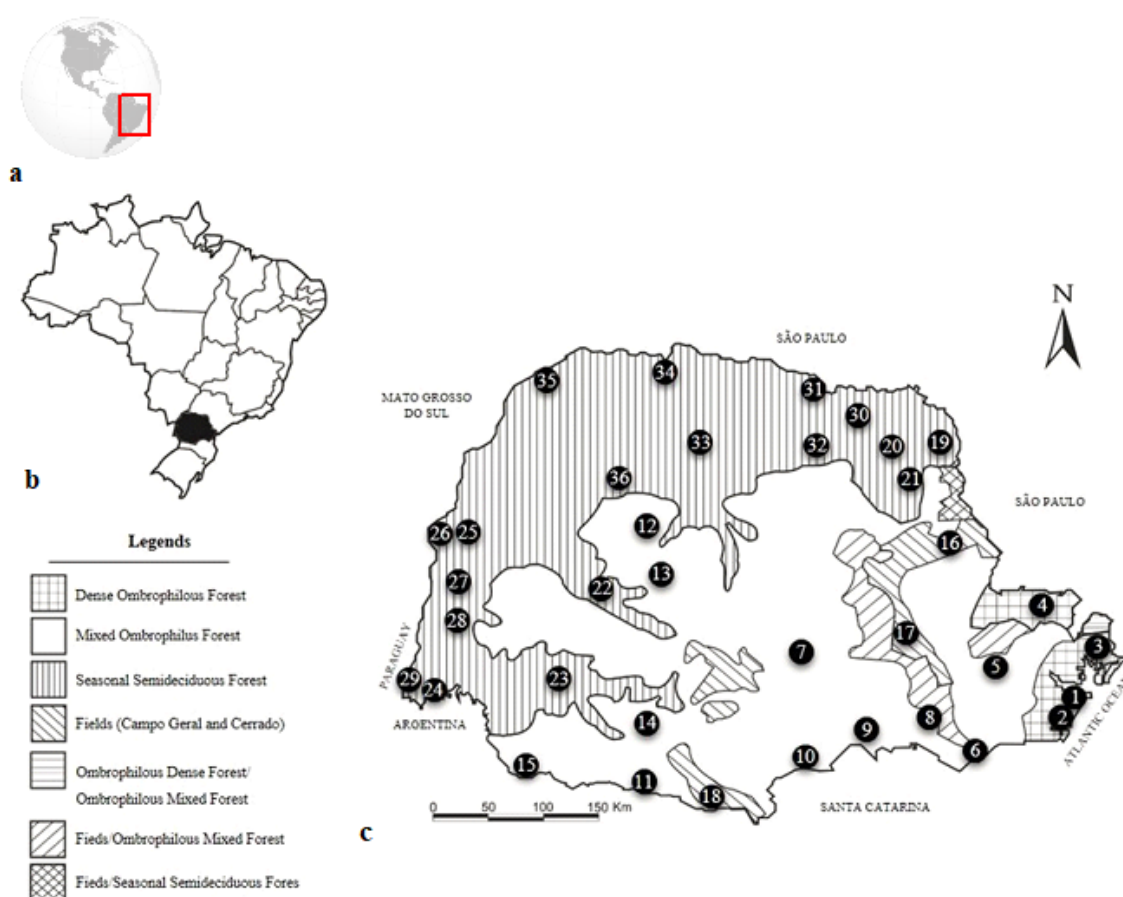 a
b
Legends
Dense Ombrophilous Forest
Mixed Ombrophilus Forest
Seasonal Semideciduous Forest
Fields (Campo Geral and Cerrado)
Ombrophilous Dense Forest/
Ombrophilous Mixed Forest
Fieds/Ombrophilous Mixed Forest
Fieds/Seasonal Semideciduous Fores
N
SÃO PAULO
MATO GROSSO
DO SUL
SÃO PAULO
PARAGUAY
ARGENTINA
SANTA CATARINA
ATLANTIC OCEAN
35
34
31
30
33
32
20
19
36
21
26
25
12
16
27
13
22
28
4
17
7
3
5
29
24
23
1
14
8
2
9
6
15
10
11
18
0 50 100 150 Km
c